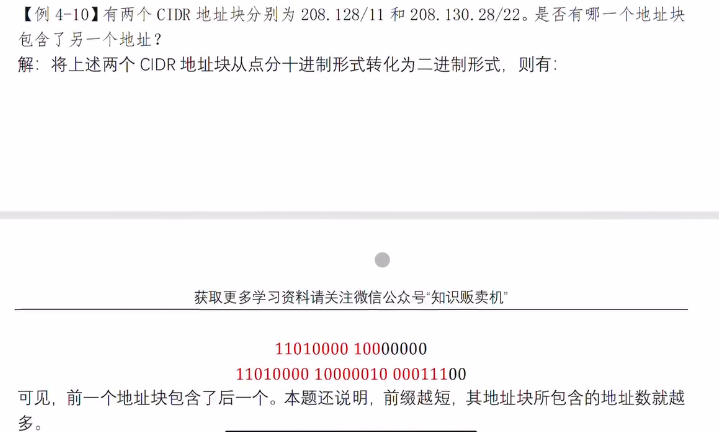 【例 4-10】有两个 CIDR 地址块分别为 208.128/11 和 208.130.28/22。是否有哪一个地址块
包含了另一个地址？
解：将上述两个 CIDR 地址块从点分十进制形式转化为二进制形式，则有：
获取更多学习资料请关注微信公众号“知识贩卖机”
11010000 10000000
11010000 10000010 00011100
可见，前一个地址块包含了后一个。本题还说明，前缀越短，其地址块所包含的地址数就越
多。